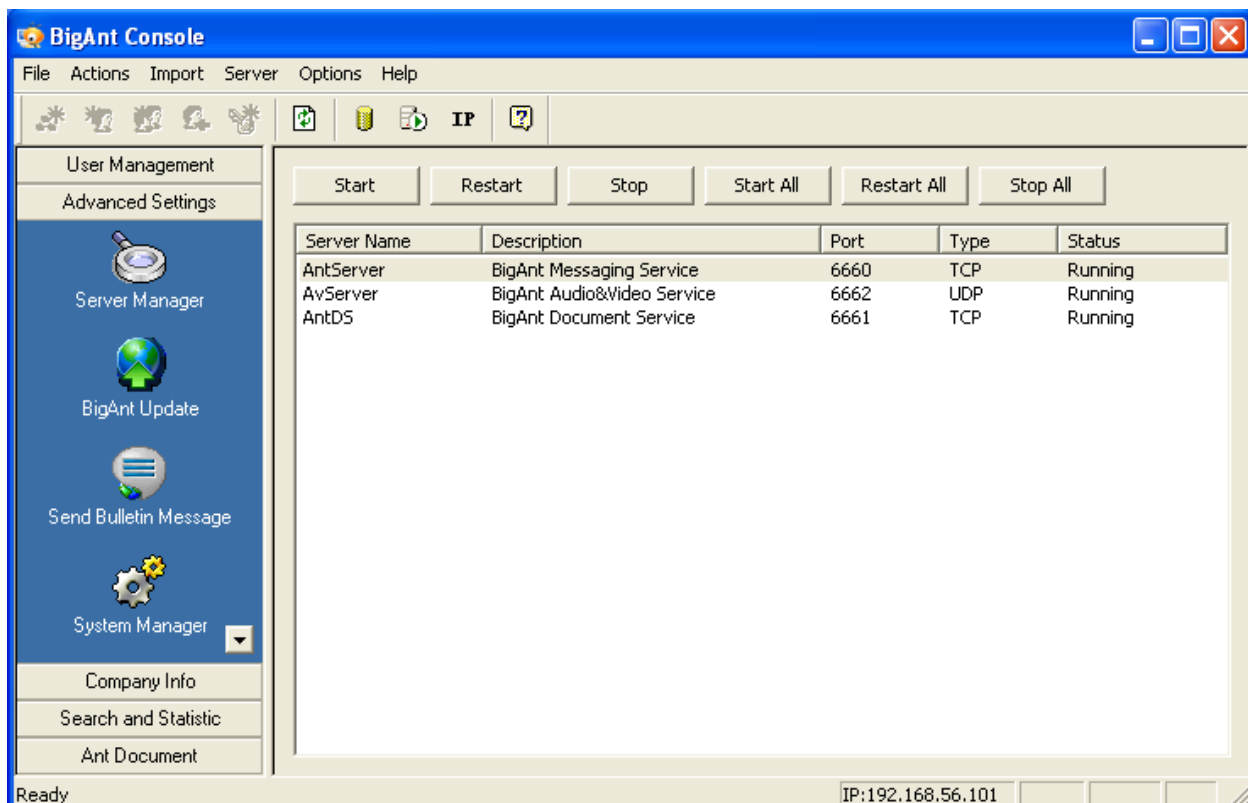 BigAnt Console
File Actions Import Server Options Help
IP
User Management
Advanced Settings
Server Manager
BigAnt Update
Send Bulletin Message
System Manager
Company Info
Search and Statistic
Ant Document
Start Restart Stop Start All Restart All Stop All
Server Name Description Port Type Status
AntServer BigAnt Messaging Service 6660 TCP Running
AvServer BigAnt Audio&Video Service 6662 UDP Running
AntDS BigAnt Document Service 6661 TCP Running
Ready IP:192.168.56.101